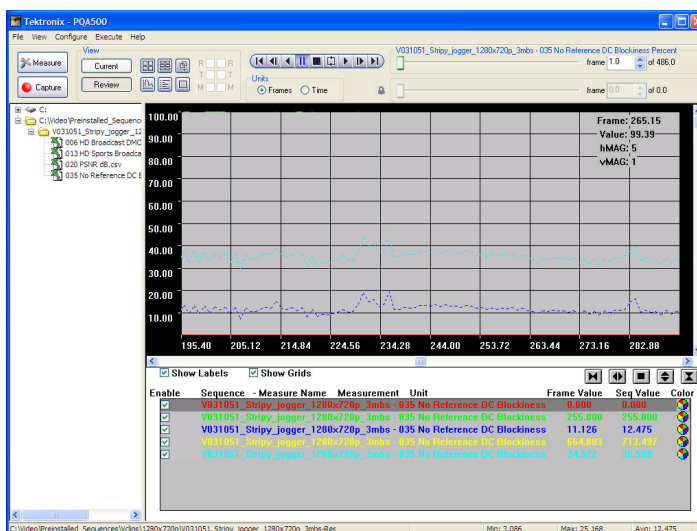 Tektronix - PQA500
File View Configure Execute Help
Measure
Capture
View
Current
Review
R R
T T
M M
Units
Frames Time
V031051_Stripy_jogger_1280x720p_3mbs - 035 No Reference DC Blockiness Percent
frame 1.0 of 486.0
frame 0.0 of 0.0
C:
C:\Video\Preinstalled_Sequenc
V031051_Stripy_jogger_12
006 HD Broadcast DMO
013 HD Sports Broadca
020 PSNR dB.csv
035 No Reference DC B
100.00
90.00
80.00
70.00
60.00
50.00
40.00
30.00
20.00
10.00
Frame: 265.15
Value: 99.39
hMAG: 5
vMAG: 1
195.40 205.12 214.84 224.56 234.28 244.00 253.72 263.44 273.16 282.88
Show Labels Show Grids
Enable Sequence - Measure Name Measurement Unit Frame Value Seq Value Color
V031051_Stripy_jogger_1280x720p_3mbs - 035 No Reference DC Blockiness 0.000 0.000
V031051_Stripy_jogger_1280x720p_3mbs - 035 No Reference DC Blockiness 255.000 255.000
V031051_Stripy_jogger_1280x720p_3mbs - 035 No Reference DC Blockiness 11.126 12.475
V031051_Stripy_jogger_1280x720p_3mbs - 035 No Reference DC Blockiness 664.883 713.497
V031051_Stripy_jogger_1280x720p_3mbs - 035 No Reference DC Blockiness 34.522
C:\Video\Preinstalled_Sequences\Vclips\1280x720p\V031051_Stripy_jogger_1280x720p_3mbs-Res Min: 3.086 Max: 25.168 Avg: 12.475